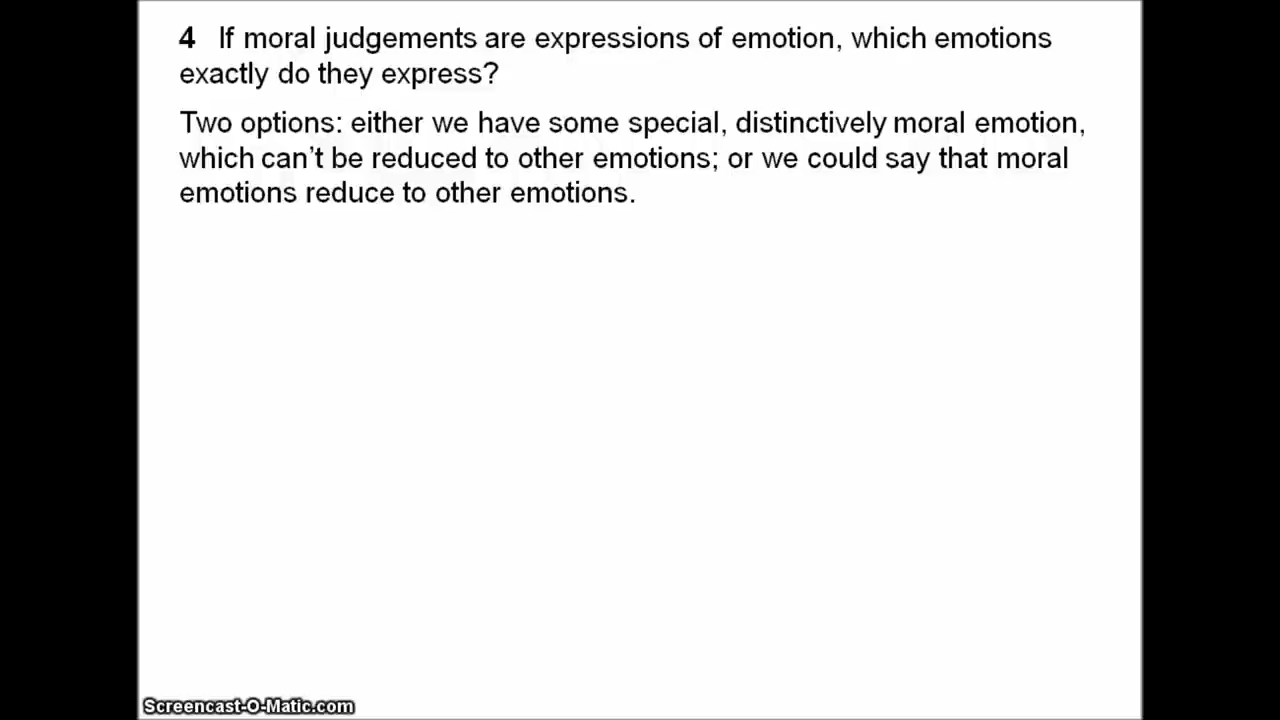 4 If moral judgements are expressions of emotion, which emotions
exactly do they express?
Two options: either we have some special, distinctively moral emotion,
which can’t be reduced to other emotions; or we could say that moral
emotions reduce to other emotions.
Screencast-O-Matic.com